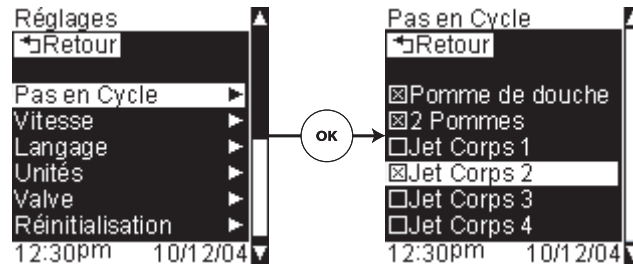 Réglages
Retour
Pas en Cycle
Vitesse
Langage
Unités
Valve
Réinitialisation
12:30pm 10/12/04
OK
Pas en Cycle
Retour
Pomme de douche
2 Pommes
Jet Corps 1
Jet Corps 2
Jet Corps 3
Jet Corps 4
12:30pm 10/12/04